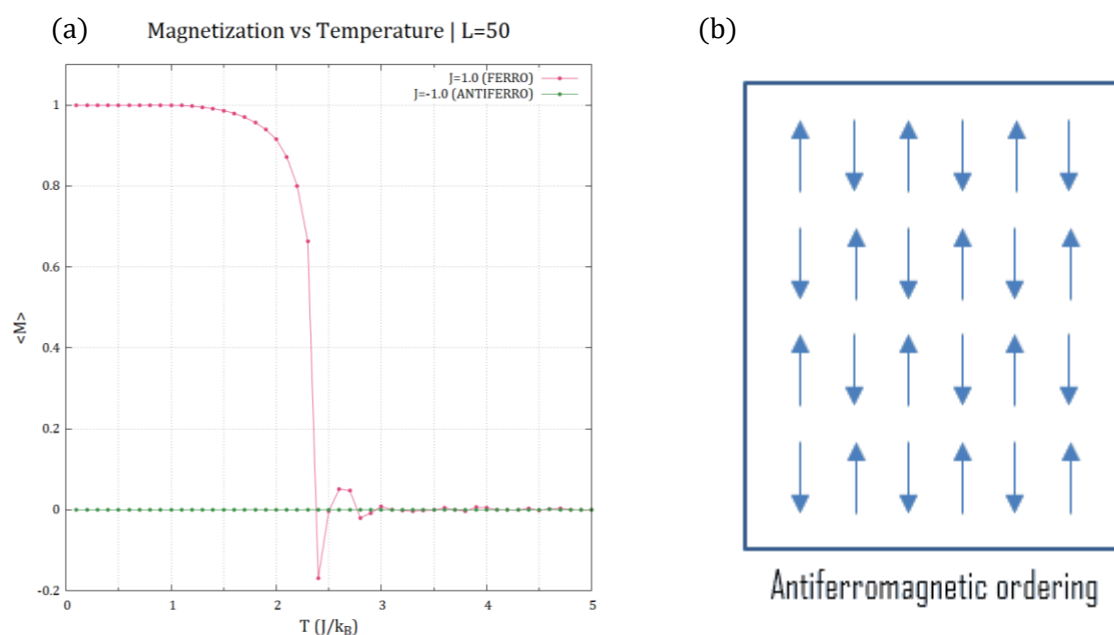 (a)
Magnetization vs Temperature | L=50
J=1.0 (FERRO)
J=-1.0 (ANTIFERRO)
1
0.8
0.6
0.4
0.2
0
-0.2
<M>
0 1 2 3 4 5
T (J/kB)
(b)
Antiferromagnetic ordering